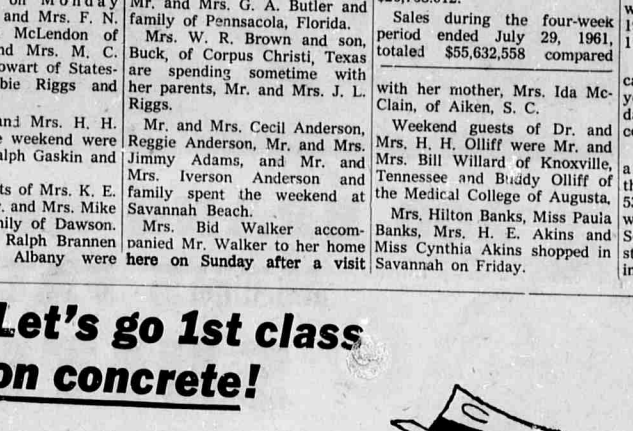 and Mrs. F. N.
McLendon of
nd Mrs. M. C.
owart of States-
bie Riggs and
and Mrs. H. H.
e weekend were
alph Gaskin and
ts of Mrs. K. E.
. and Mrs. Mike
mily of Dawson.
Ralph Brannen
Albany were
Mr. and Mrs. G. A. Butler and
family of Pennsacola, Florida.
Mrs. W. R. Brown and son,
Buck, of Corpus Christi, Texas
are spending sometime with
her parents, Mr. and Mrs. J. L.
Riggs.
Mr. and Mrs. Cecil Anderson,
Reggie Anderson, Mr. and Mrs.
Jimmy Adams, and Mr. and
Mrs. Iverson Anderson and
family spent the weekend at
Savannah Beach.
Mrs. Bid Walker accom-
panied Mr. Walker to her home
here on Sunday after a visit
Sales during the four-week
period ended July 29, 1961,
totaled $55,632,558 compared
with her mother, Mrs. Ida Mc-
Clain, of Aiken, S. C.
Weekend guests of Dr. and
Mrs. H. H. Olliff were Mr. and
Mrs. Bill Willard of Knoxville,
Tennessee and Buddy Olliff of
the Medical College of Augusta.
Mrs. Hilton Banks, Miss Paula
Banks, Mrs. H. E. Akins and
Miss Cynthia Akins shopped in
Savannah on Friday.
Let's go 1st class
on concrete!